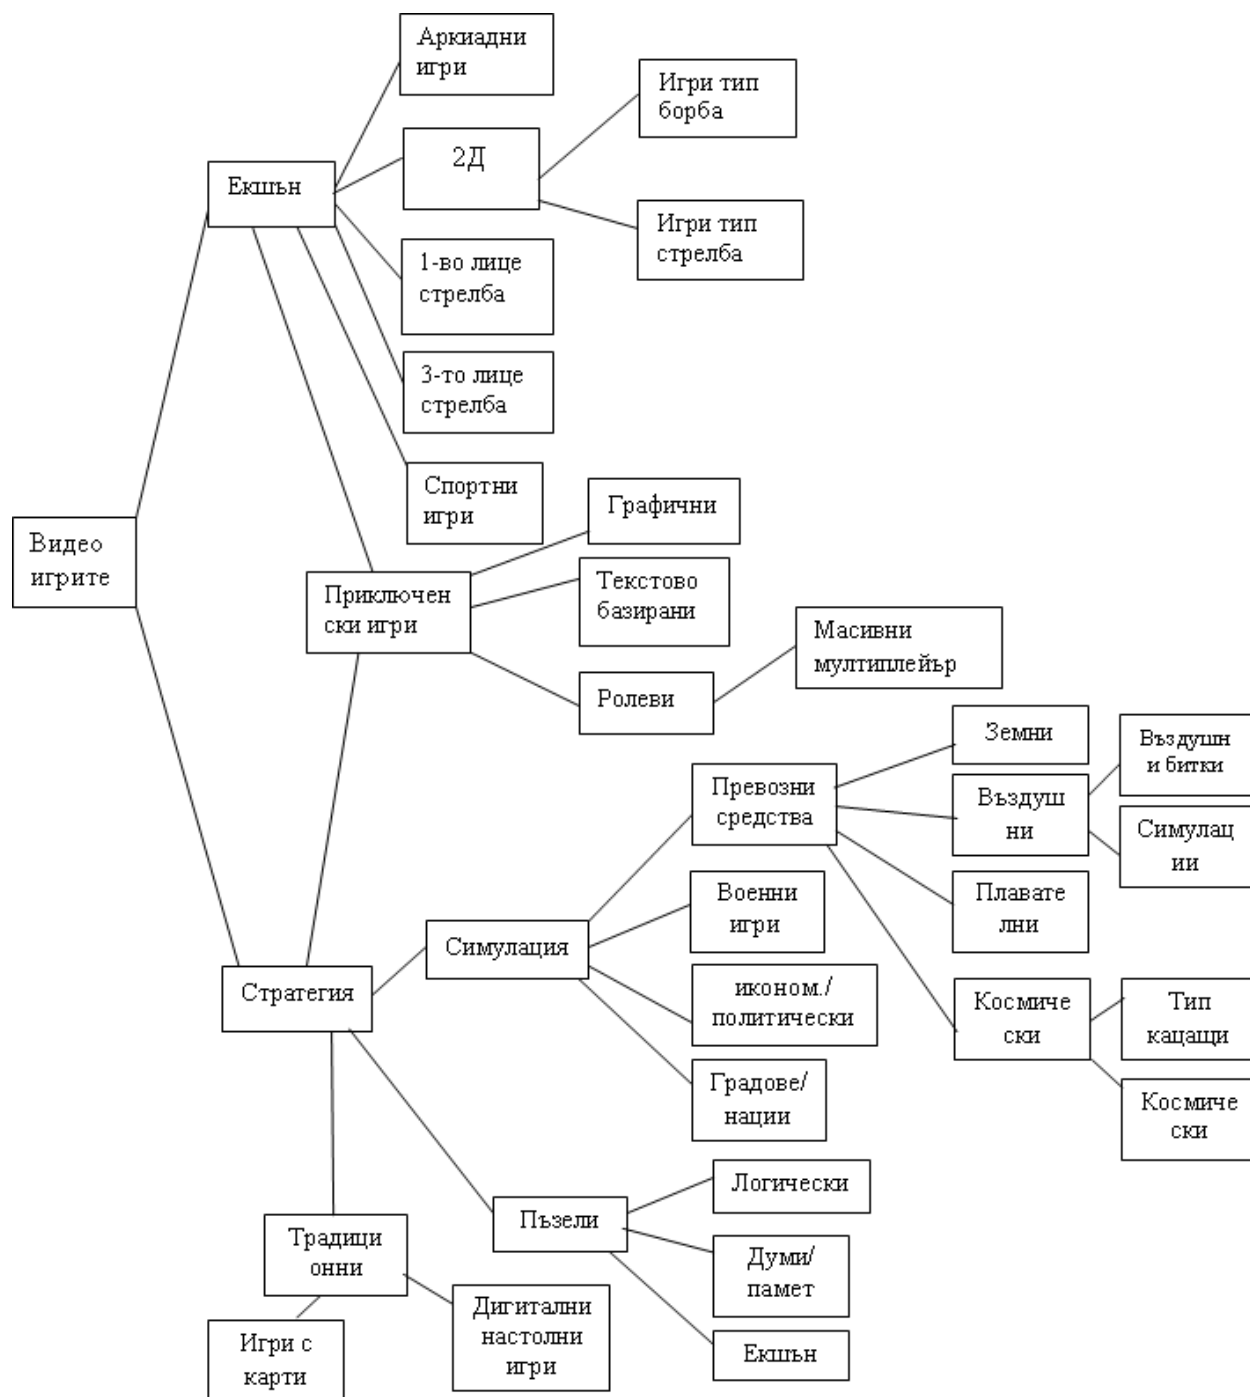 Аркиадни
игри
Игри тип
борба
2Д
Екшън
Игри тип
стрелба
1-во лице
стрелба
3-то лице
стрелба
Спортни
игри
Графични
Видео
игрите
Приключен
ски игри
Текстово
базирани
Масивни
мултиплейър
Ролеви
Земни
Въздушн
и битки
Превозни
средства
Въздуш
ни
Симулац
ии
Военни
игри
Плавате
лни
Симулация
Стратегия
иконом./
политически
Космиче
ски
Тип
кацащи
Градове/
нации
Космиче
ски
Логически
Пъзели
Традици
онни
Думи/
памет
Дигитални
настолни
игри
Игри с
карти
Екшън